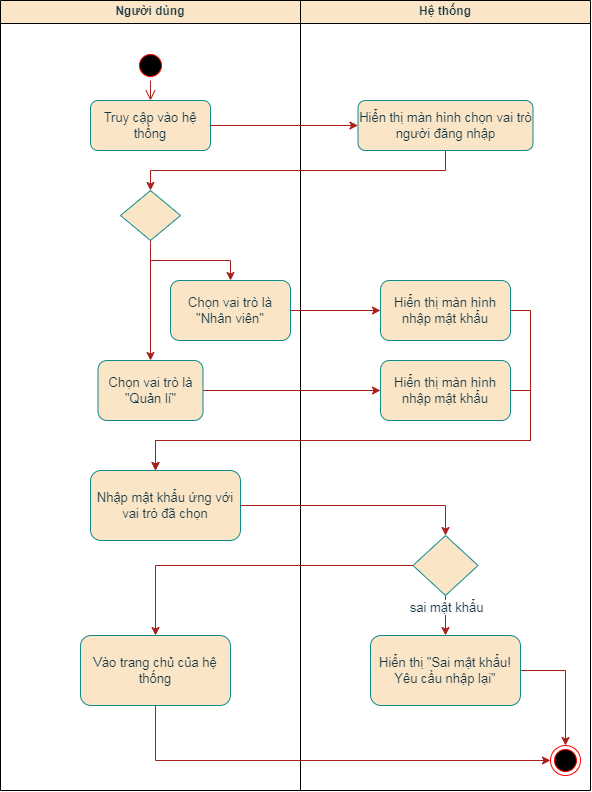 Người dùng
Hệ thống
Truy cập vào hệ
thống
Hiển thị màn hình chọn vai trò
người đăng nhập
Chọn vai trò là
"Nhân viên"
Hiển thị màn hình
nhập mật khẩu
Chọn vai trò là
"Quản lí"
Hiển thị màn hình
nhập mật khẩu
Nhập mật khẩu ứng với
vai trò đã chọn
sai mật khẩu
Vào trang chủ của hệ
thống
Hiển thị "Sai mật khẩu!
Yêu cầu nhập lại"